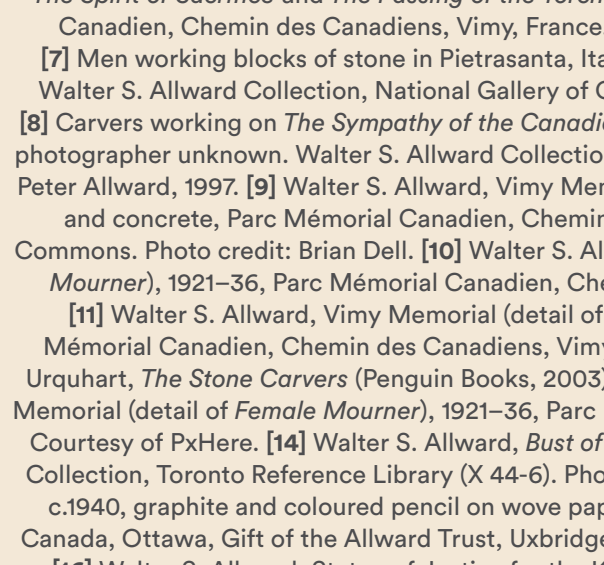 The Spirit of Sacrifice and The Passing of the Torch
Canadien, Chemin des Canadiens, Vimy, France.
[7] Men working blocks of stone in Pietrasanta, Ita
Walter S. Allward Collection, National Gallery of C
[8] Carvers working on The Sympathy of the Canadi
photographer unknown. Walter S. Allward Collectio
Peter Allward, 1997. [9] Walter S. Allward, Vimy Mem
and concrete, Parc Mémorial Canadien, Chemin
Commons. Photo credit: Brian Dell. [10] Walter S. Al
Mourner), 1921–36, Parc Mémorial Canadien, Che
[11] Walter S. Allward, Vimy Memorial (detail of
Mémorial Canadien, Chemin des Canadiens, Vimy
Urquhart, The Stone Carvers (Penguin Books, 2003)
Memorial (detail of Female Mourner), 1921–36, Parc
Courtesy of PxHere. [14] Walter S. Allward, Bust of
Collection, Toronto Reference Library (X 44-6). Pho
c.1940, graphite and coloured pencil on wove pap
Canada, Ottawa, Gift of the Allward Trust, Uxbridge